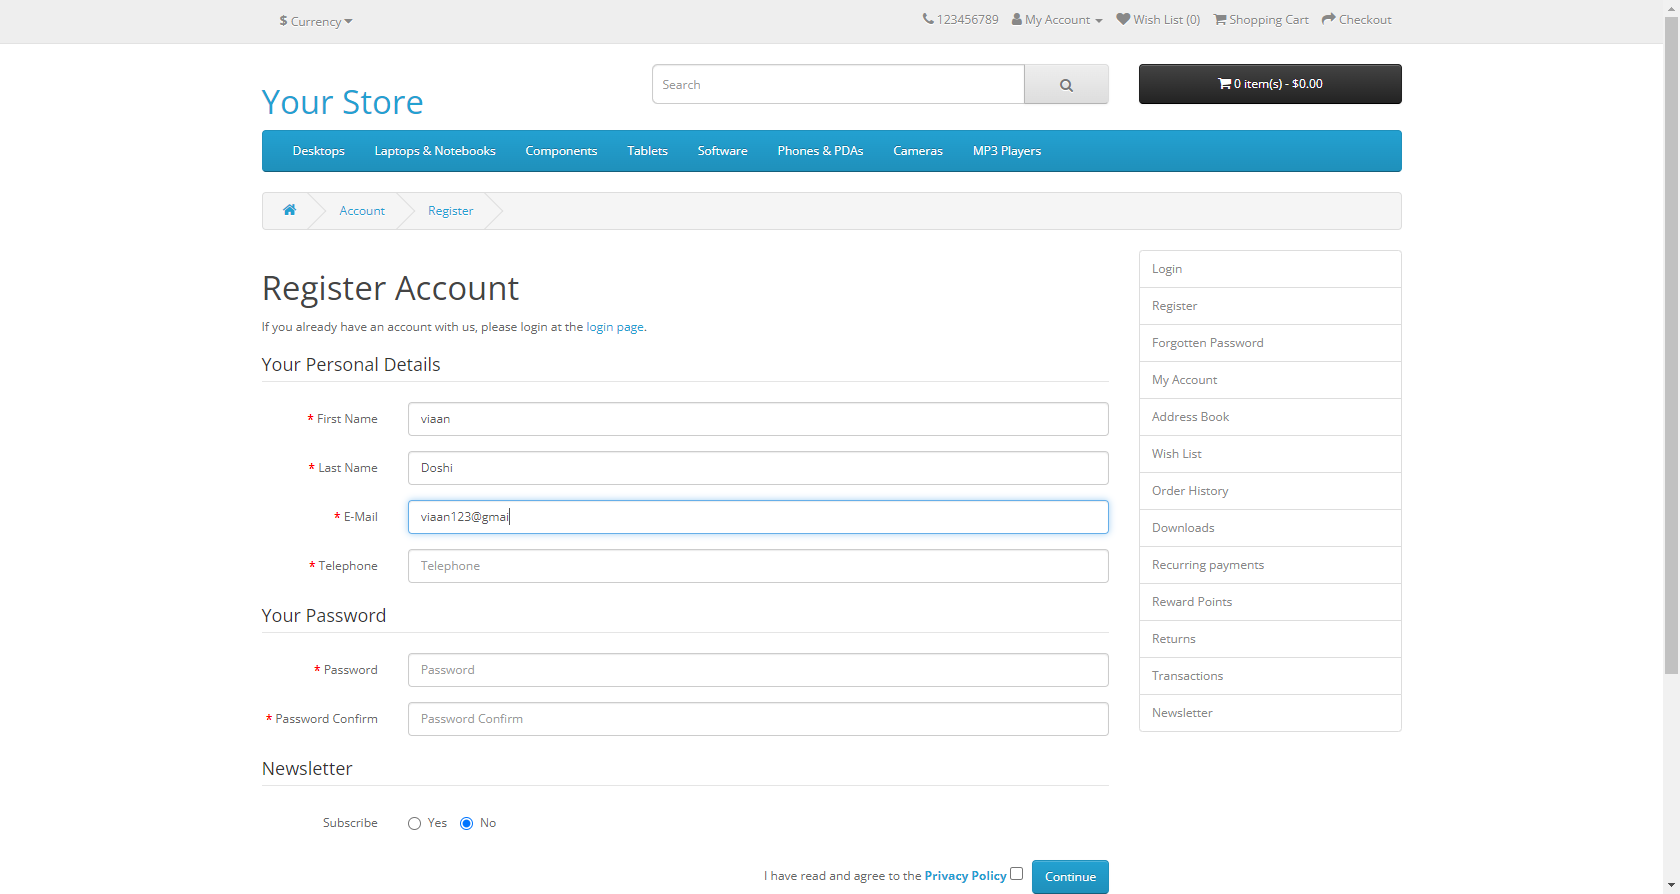 $ Currency
123456789 My Account Wish List (0) Shopping Cart Checkout
Your Store
Search
0 item(s) - $0.00
Desktops Laptops & Notebooks Components Tablets Software Phones & PDAs Cameras MP3 Players
Account Register
Register Account
If you already have an account with us, please login at the login page.
Your Personal Details
* First Name viaan
* Last Name Doshi
* E-Mail viaan123@gmai
* Telephone Telephone
Your Password
* Password Password
* Password Confirm Password Confirm
Newsletter
Subscribe Yes No
I have read and agree to the Privacy Policy Continue
Login
Register
Forgotten Password
My Account
Address Book
Wish List
Order History
Downloads
Recurring payments
Reward Points
Returns
Transactions
Newsletter